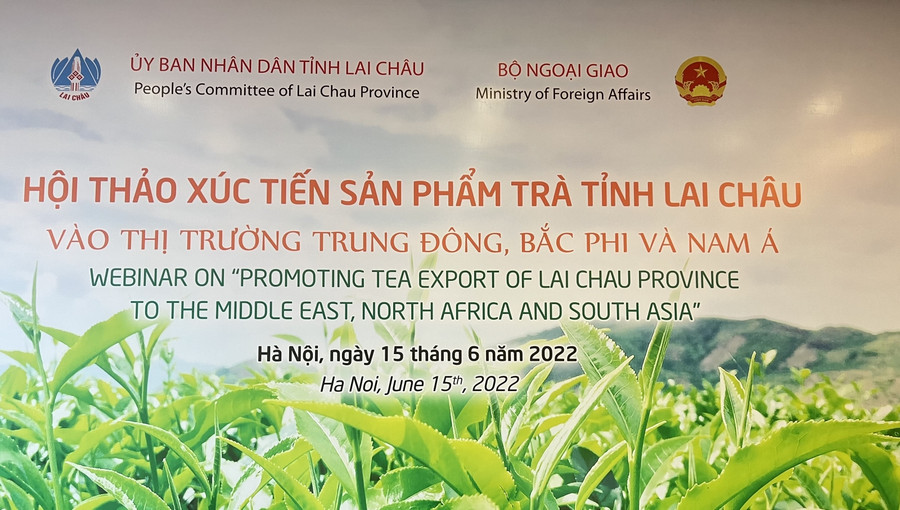 ỦY BAN NHÂN DÂN TỈNH LAI CHÂU
People's Committee of Lai Chau Province
BỘ NGOẠI GIAO
Ministry of Foreign Affairs
LAI CHÂU
HỘI THẢO XÚC TIẾN SẢN PHẨM TRÀ TỈNH LAI CHÂU
VÀO THỊ TRƯỜNG TRUNG ĐÔNG, BẮC PHI VÀ NAM Á
WEBINAR ON "PROMOTING TEA EXPORT OF LAI CHAU PROVINCE
TO THE MIDDLE EAST, NORTH AFRICA AND SOUTH ASIA"
Hà Nội, ngày 15 tháng 6 năm 2022
Ha Noi, June 15th, 2022